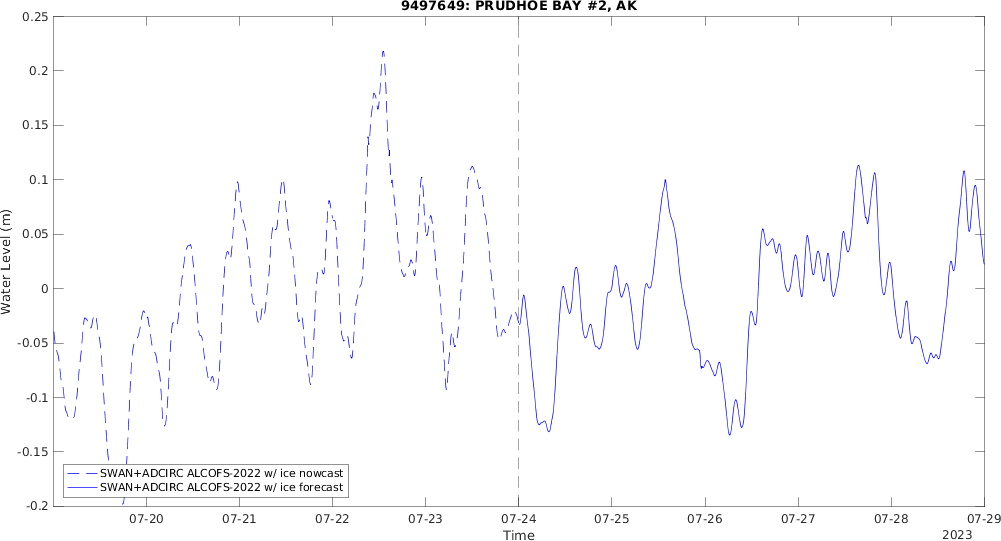 9497649: PRUDHOE BAY #2, AK
0.25
0.2
0.15
0.1
0.05
0
-0.05
-0.1
-0.15
-0.2
Water Level (m)
SWAN+ADCIRC ALCOFS-2022 w/ ice nowcast
SWAN+ADCIRC ALCOFS-2022 w/ ice forecast
07-20 07-21 07-22 07-23 07-24 07-25 07-26 07-27 07-28 07-29
Time
2023